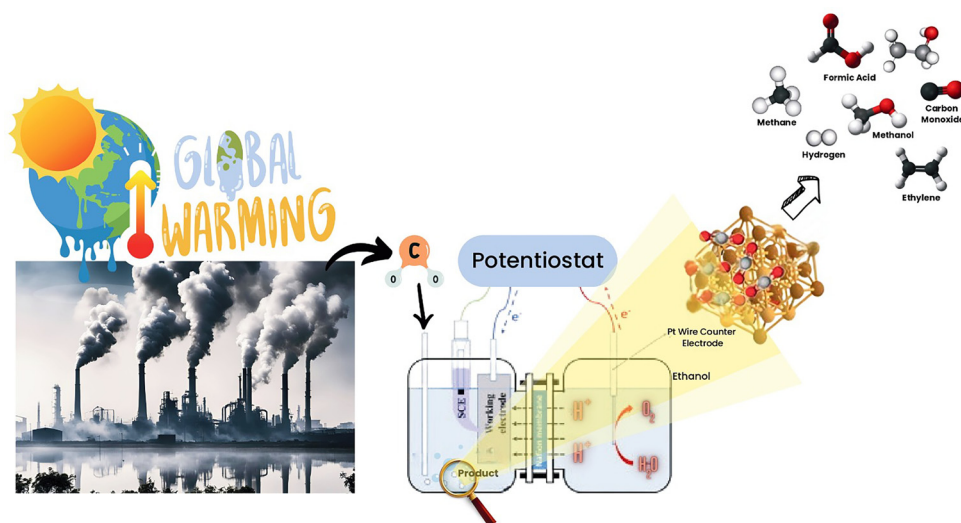 GLOBAL
WARMING
C
O
O
Potentiostat
e-
e-
SCE
Working
electrode
Nafion membrane
Product
H+
H+
O2
H2O
Pt Wire Counter
Electrode
Ethanol
Formic Acid
Methane
Carbon
Monoxide
Methanol
Hydrogen
Ethylene